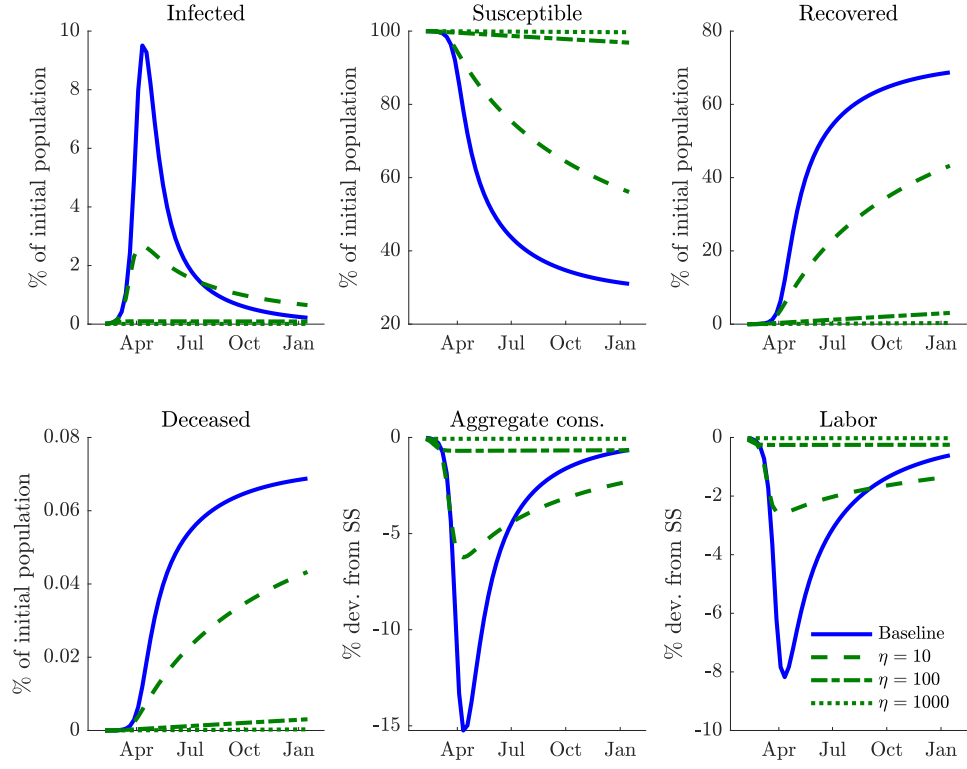 Infected
% of initial population
10
8
6
4
2
0
Apr Jul Oct Jan
Susceptible
% of initial population
100
80
60
40
20
Apr Jul Oct Jan
Recovered
% of initial population
80
60
40
20
0
Apr Jul Oct Jan
Deceased
% of initial population
0.08
0.06
0.04
0.02
0
Apr Jul Oct Jan
Aggregate cons.
% dev. from SS
0
-5
-10
-15
Apr Jul Oct Jan
Labor
% dev. from SS
0
-2
-4
-6
-8
-10
Apr Jul Oct Jan
Baseline
η = 10
η = 100
η = 1000